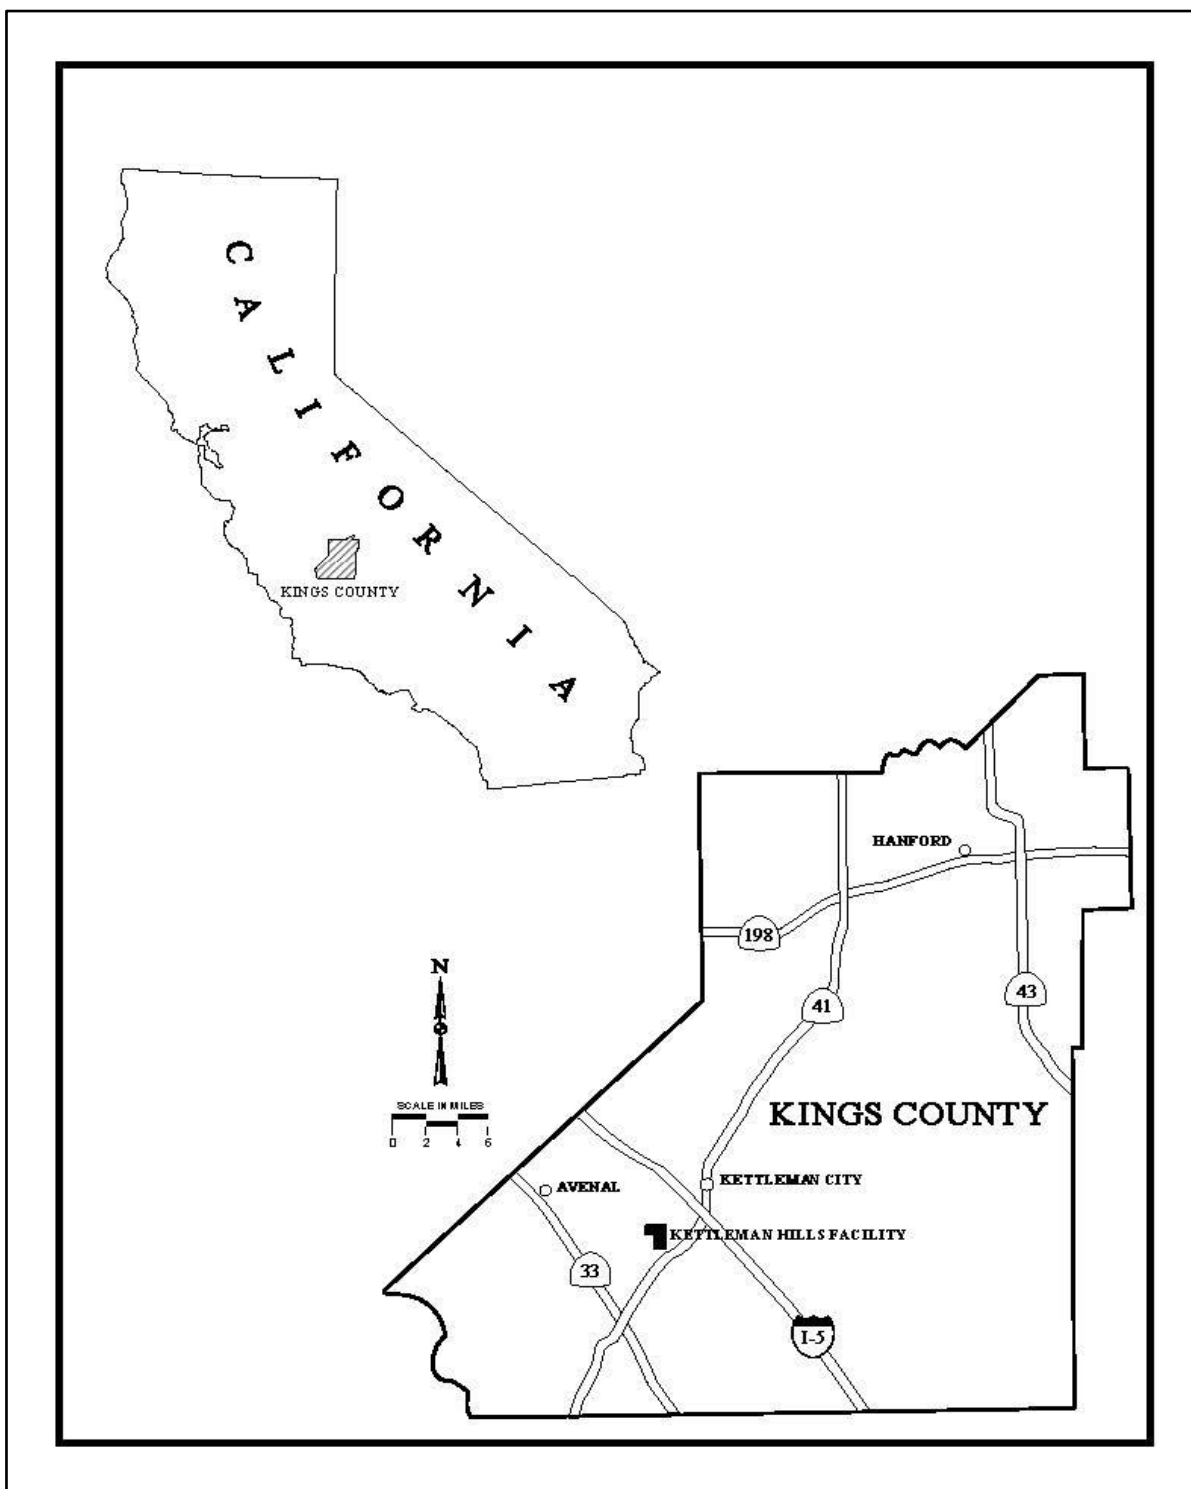 CALIFORNIA
KINGS COUNTY
HANFORD
198
N
41
43
SCALE IN MILES
0 2 4 6
KINGS COUNTY
KETTLEMAN CITY
AVENAL
KETTLEMAN HILLS FACILITY
33
I-5